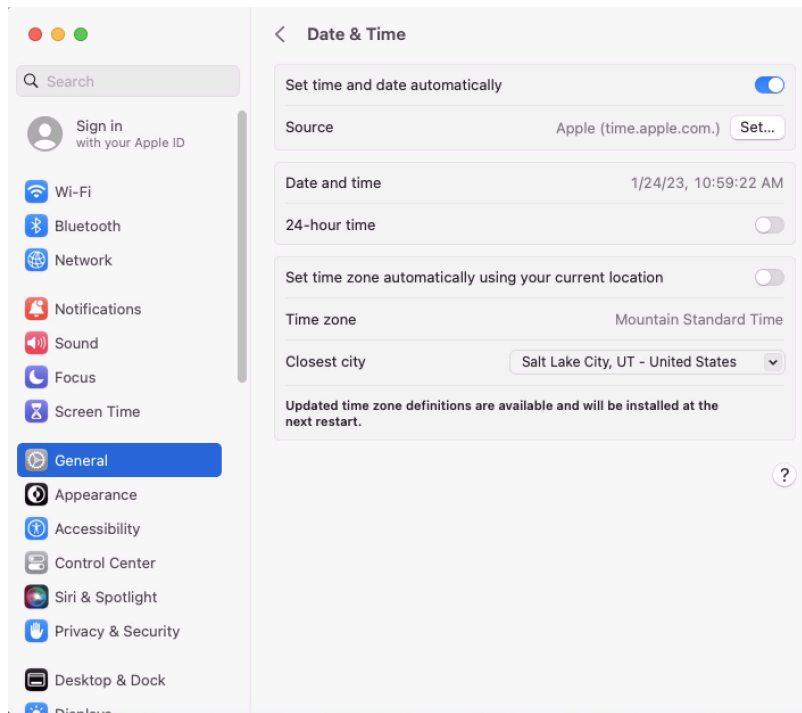 Search
Sign in
with your Apple ID
Wi-Fi
Bluetooth
Network
Notifications
Sound
Focus
Screen Time
General
Appearance
Accessibility
Control Center
Siri & Spotlight
Privacy & Security
Desktop & Dock
Displays
Date & Time
Set time and date automatically
Source Apple (time.apple.com.) Set...
Date and time 1/24/23, 10:59:22 AM
24-hour time
Set time zone automatically using your current location
Time zone Mountain Standard Time
Closest city Salt Lake City, UT - United States
Updated time zone definitions are available and will be installed at the
next restart.
?